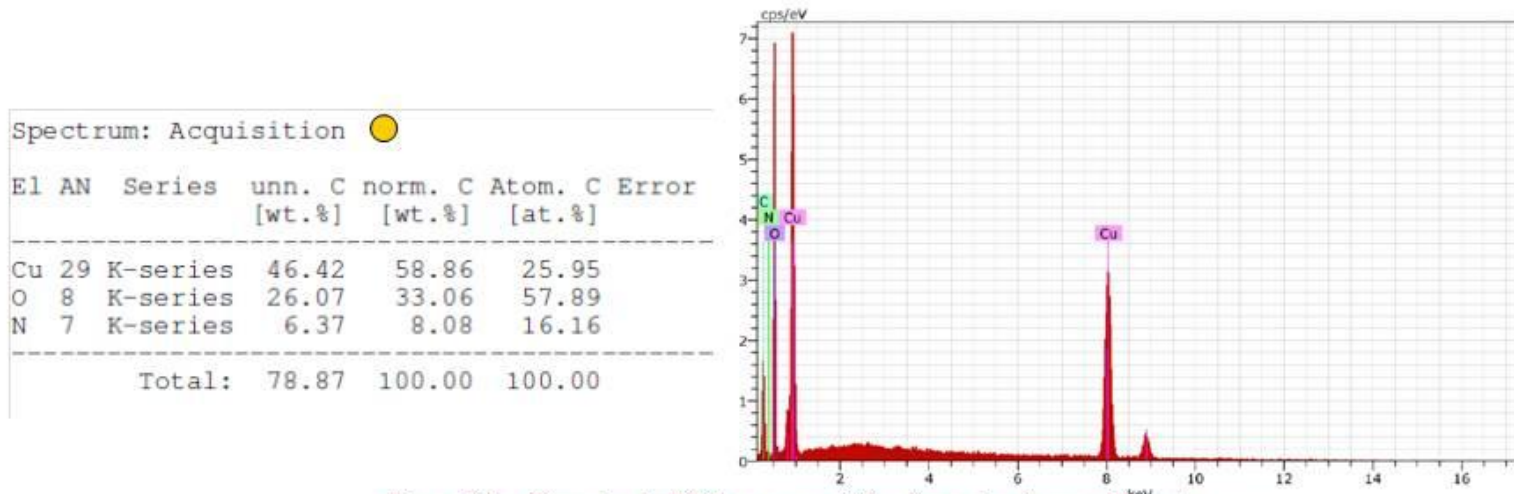 Spectrum: Acquisition
El AN Series unn. C norm. C Atom. C Error
[wt.%] [wt.%] [at.%]
Cu 29 K-series 46.42 58.86 25.95
O 8 K-series 26.07 33.06 57.89
N 7 K-series 6.37 8.08 16.16
Total: 78.87 100.00 100.00
cps/eV
7
6
5
4
3
2
1
0
C
N Cu
O
Cu
2 4 6 8 10 12 14 16
keV